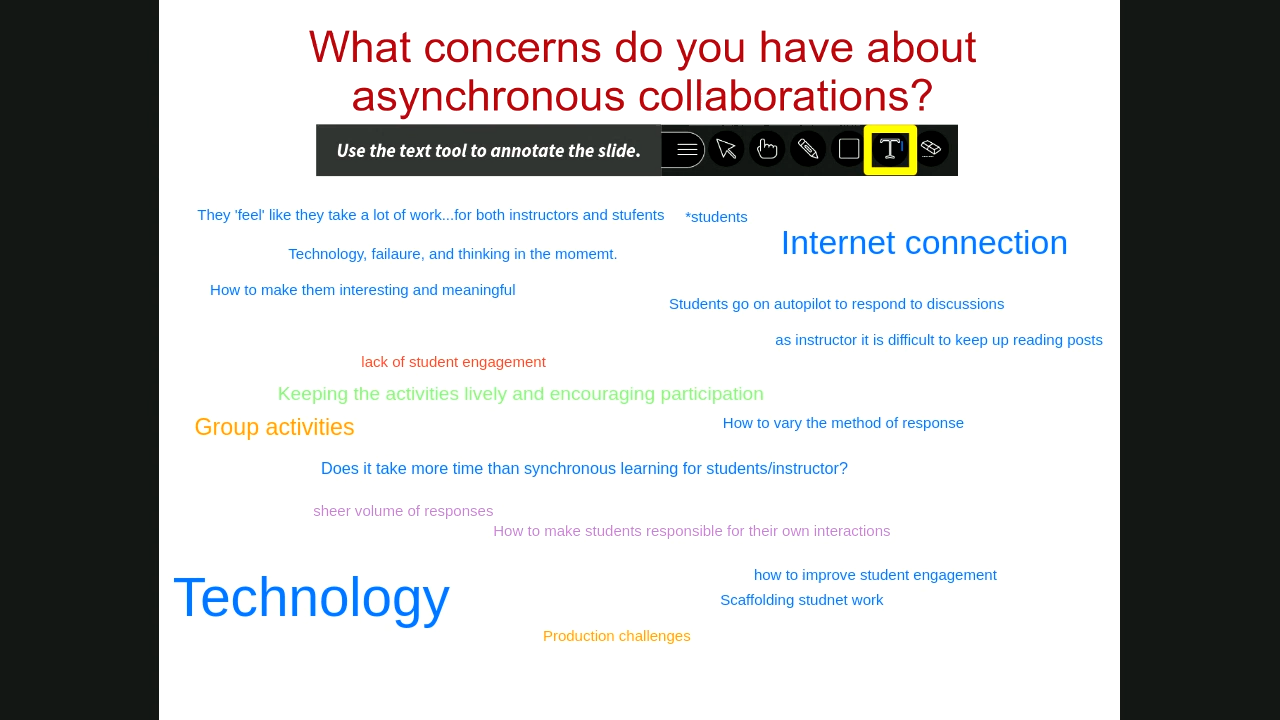 What concerns do you have about
asynchronous collaborations?
Use the text tool to annotate the slide.
T
They 'feel' like they take a lot of work...for both instructors and stufents
*students
Internet connection
Technology, failaure, and thinking in the momemt.
How to make them interesting and meaningful
Students go on autopilot to respond to discussions
as instructor it is difficult to keep up reading posts
lack of student engagement
Keeping the activities lively and encouraging participation
Group activities
How to vary the method of response
Does it take more time than synchronous learning for students/instructor?
sheer volume of responses
How to make students responsible for their own interactions
how to improve student engagement
Technology
Scaffolding studnet work
Production challenges